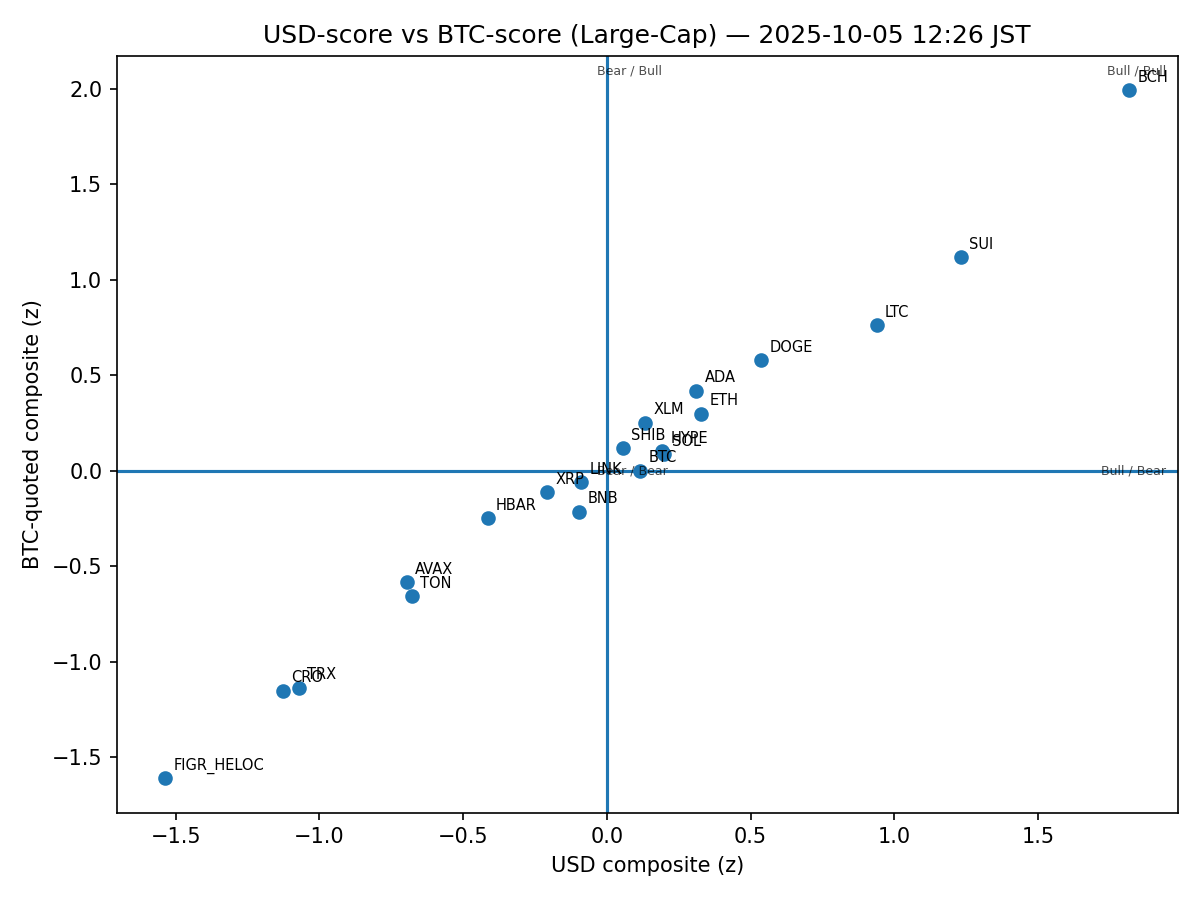 USD-score vs BTC-score (Large-Cap) — 2025-10-05 12:26 JST
Bear / Bull
Bull / Bull
BCH
SUI
LTC
DOGE
ADA
ETH
XLM
SHIB
HYPE
SOL
BTC
LINK
Bear / Bear
Bull / Bear
XRP
BNB
HBAR
AVAX
TON
TRX
CRO
FIGR_HELOC
2.0
1.5
1.0
0.5
0.0
−0.5
−1.0
−1.5
BTC-quoted composite (z)
−1.5
−1.0
−0.5
0.0
0.5
1.0
1.5
USD composite (z)